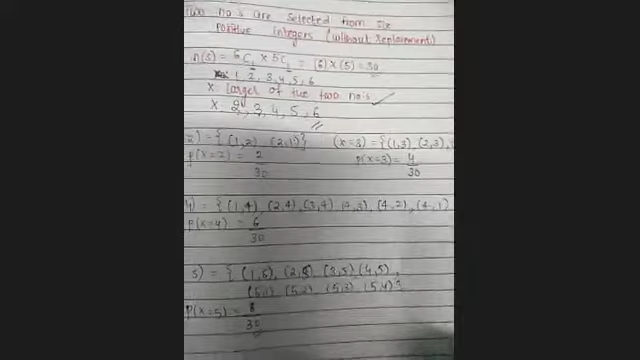 Two no.s are selected from six
positive integers (without replacement)
n(S) = 6C1 × 5C1 = (6) × (5) = 30
1, 2, 3, 4, 5, 6
X: Larger of the two no.s
X: 2, 3, 4, 5, 6
2) = { (1,2) (2,1) } (X=3) = { (1,3) (2,3),
P(X=2) = 2/30 P(X=3) = 4/30
4) = { (1,4) (2,4), (3,4) (4,3), (4,2), (4,1)
P(X=4) = 6/30
5) = { (1,5), (2,5), (3,5), (4,5),
(5,1) (5,2) (5,3) (5,4) }
P(X=5) = 8/30